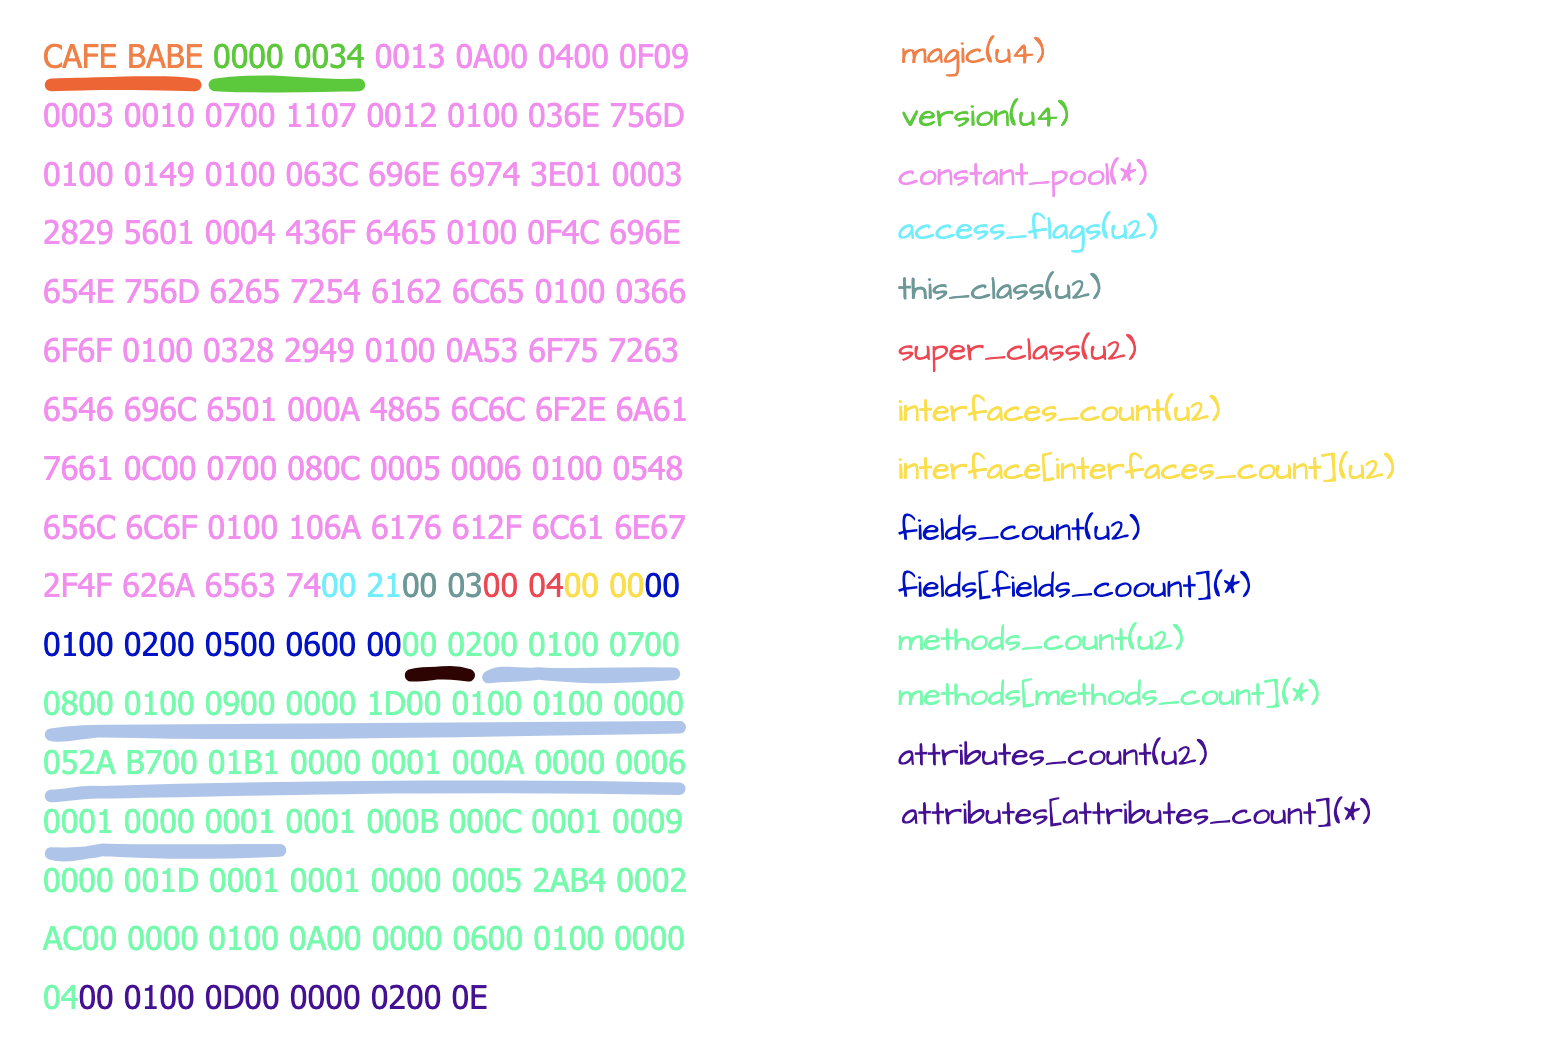 CAFE BABE 0000 0034 0013 0A00 0400 0F09
0003 0010 0700 1107 0012 0100 036E 756D
0100 0149 0100 063C 696E 6974 3E01 0003
2829 5601 0004 436F 6465 0100 0F4C 696E
654E 756D 6265 7254 6162 6C65 0100 0366
6F6F 0100 0328 2949 0100 0A53 6F75 7263
6546 696C 6501 000A 4865 6C6C 6F2E 6A61
7661 0C00 0700 080C 0005 0006 0100 0548
656C 6C6F 0100 106A 6176 612F 6C61 6E67
2F4F 626A 6563 7400 2100 0300 0400 0000
0100 0200 0500 0600 0000 0200 0100 0700
0800 0100 0900 0000 1D00 0100 0100 0000
052A B700 01B1 0000 0001 000A 0000 0006
0001 0000 0001 0001 000B 000C 0001 0009
0000 001D 0001 0001 0000 0005 2AB4 0002
AC00 0000 0100 0A00 0000 0600 0100 0000
0400 0100 0D00 0000 0200 0E
magic(u4)
version(u4)
constant_pool(*)
access_flags(u2)
this_class(u2)
super_class(u2)
interfaces_count(u2)
interface[interfaces_count](u2)
fields_count(u2)
fields[fields_coount](*)
methods_count(u2)
methods[methods_count](*)
attributes_count(u2)
attributes[attributes_count](*)